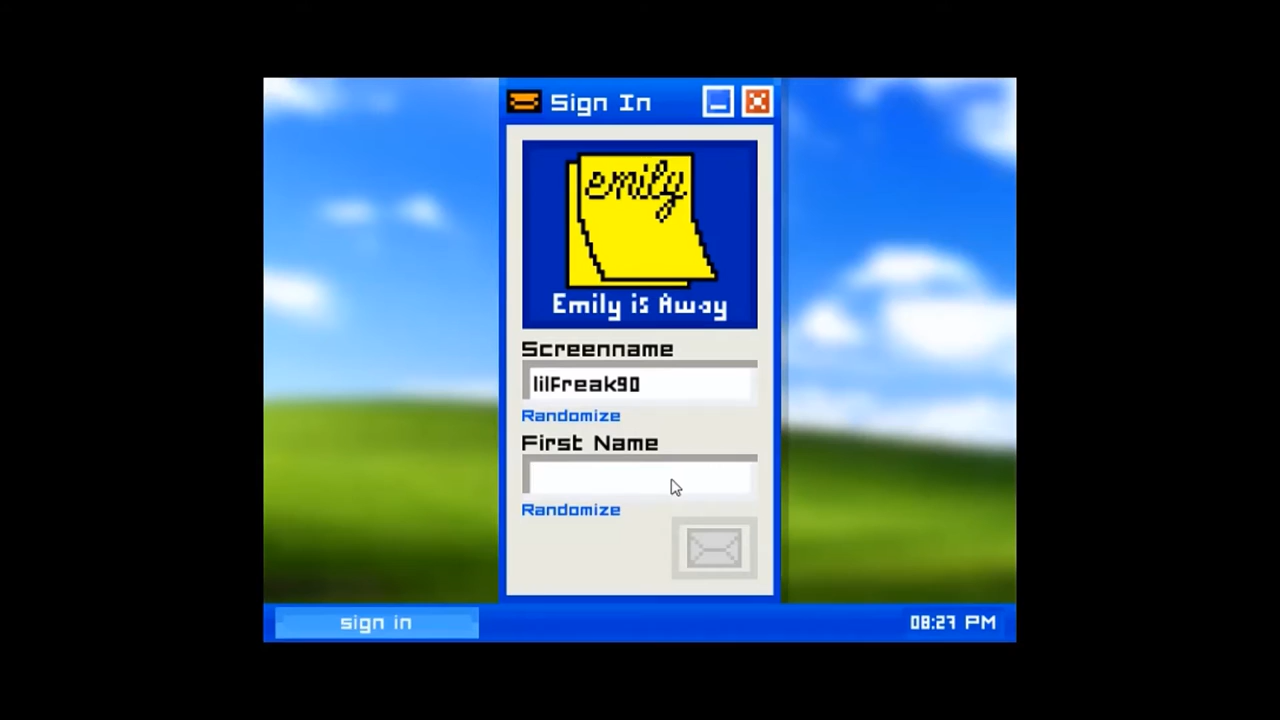 Sign In
emily
Emily is Away
Screenname
lilfreak90
Randomize
First Name
Randomize
sign in
08:27 PM